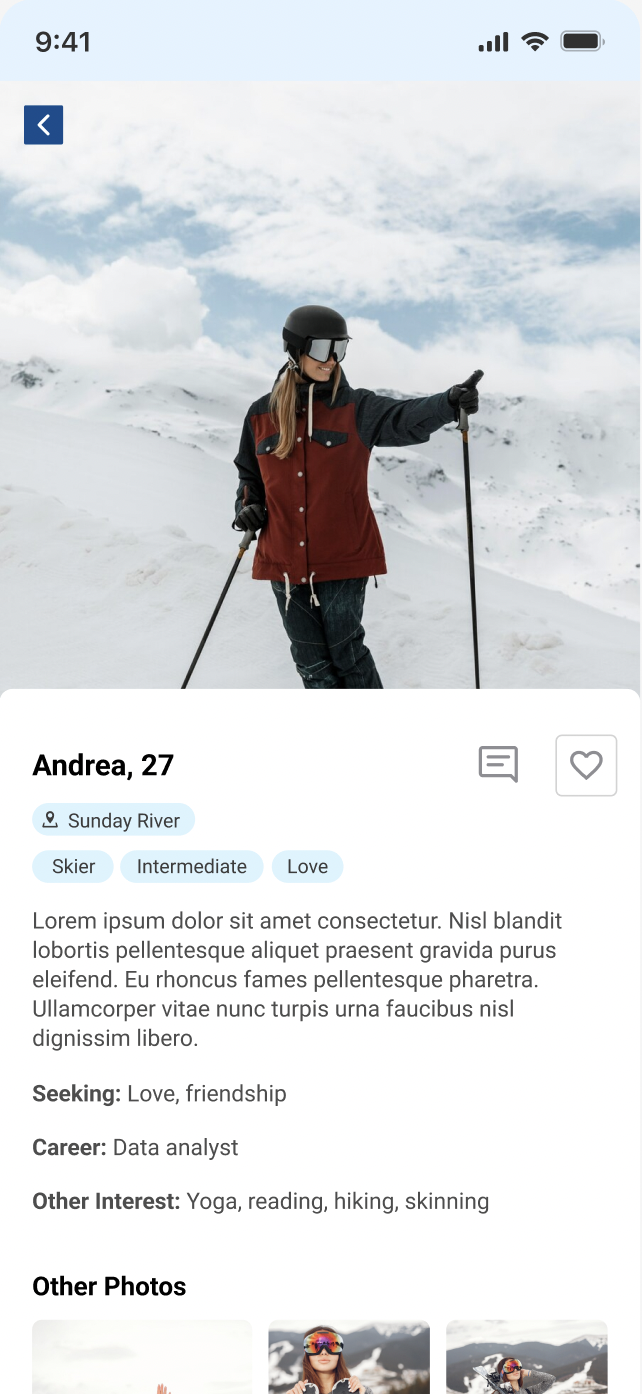 9:41
Andrea, 27
Sunday River
Skier Intermediate Love
Lorem ipsum dolor sit amet consectetur. Nisl blandit
lobortis pellentesque aliquet praesent gravida purus
eleifend. Eu rhoncus fames pellentesque pharetra.
Ullamcorper vitae nunc turpis urna faucibus nisl
dignissim libero.
Seeking: Love, friendship
Career: Data analyst
Other Interest: Yoga, reading, hiking, skinning
Other Photos